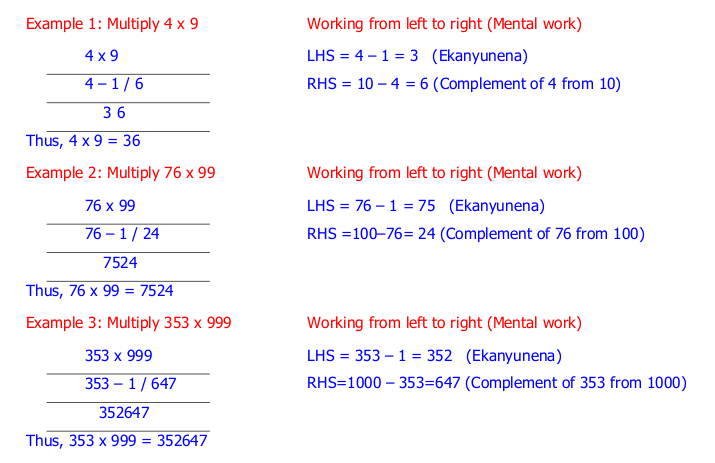 Example 1: Multiply 4 x 9
Working from left to right (Mental work)
4 x 9
LHS = 4 – 1 = 3 (Ekanyunena)
4 – 1 / 6
RHS = 10 – 4 = 6 (Complement of 4 from 10)
3 6
Thus, 4 x 9 = 36
Example 2: Multiply 76 x 99
Working from left to right (Mental work)
76 x 99
LHS = 76 – 1 = 75 (Ekanyunena)
76 – 1 / 24
RHS =100–76= 24 (Complement of 76 from 100)
7524
Thus, 76 x 99 = 7524
Example 3: Multiply 353 x 999
Working from left to right (Mental work)
353 x 999
LHS = 353 – 1 = 352 (Ekanyunena)
353 – 1 / 647
RHS=1000 – 353=647 (Complement of 353 from 1000)
352647
Thus, 353 x 999 = 352647